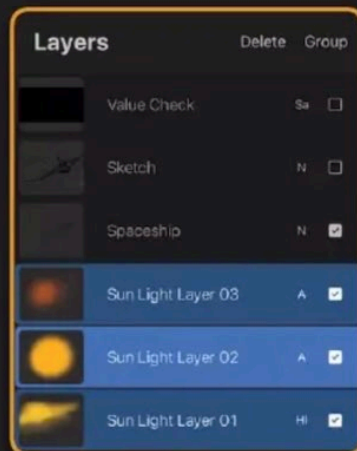 Layers Delete Group
Value Check Sa
Sketch N
Spaceship N
Sun Light Layer 03 A
Sun Light Layer 02 A
Sun Light Layer 01 Hl